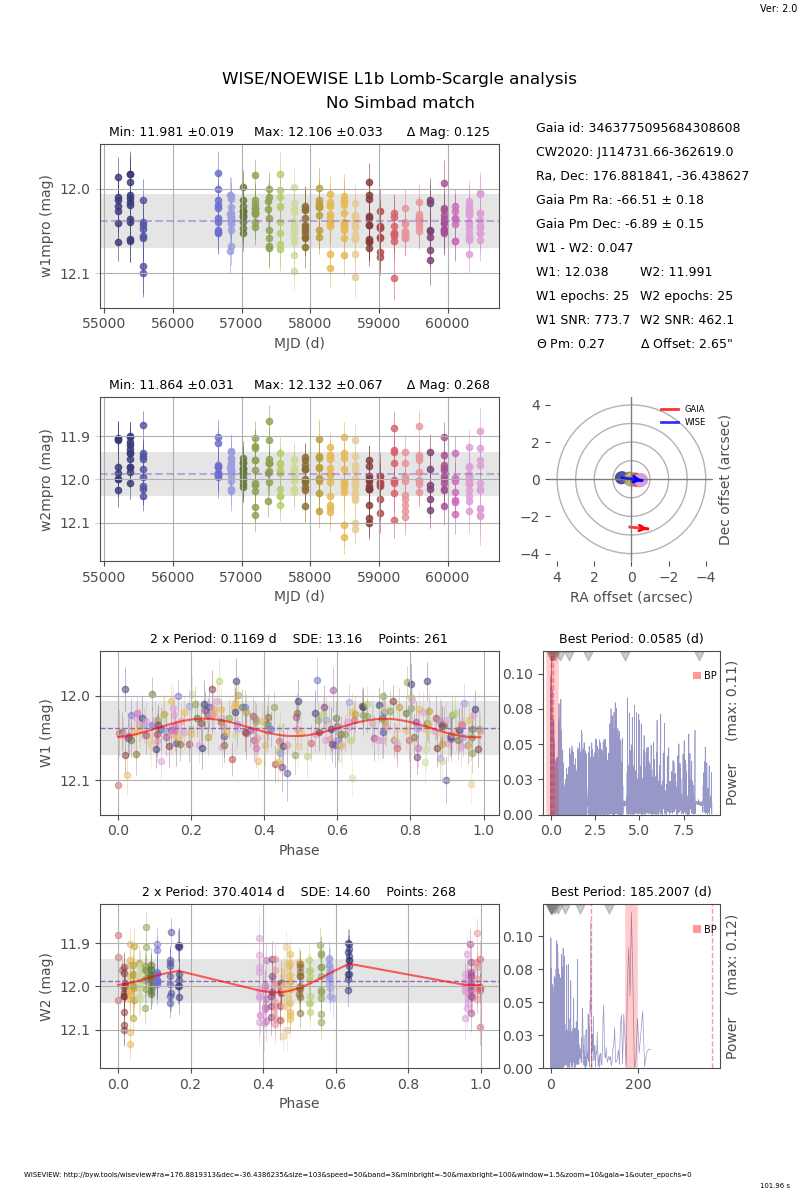 Ver: 2.0
WISE/NOEWISE L1b Lomb-Scargle analysis
No Simbad match
Min: 11.981 ±0.019 Max: 12.106 ±0.033 Δ Mag: 0.125
w1mpro (mag)
12.0
12.1
55000 56000 57000 58000 59000 60000
MJD (d)
Gaia id: 3463775095684308608
CW2020: J114731.66-362619.0
Ra, Dec: 176.881841, -36.438627
Gaia Pm Ra: -66.51 ± 0.18
Gaia Pm Dec: -6.89 ± 0.15
W1 - W2: 0.047
W1: 12.038 W2: 11.991
W1 epochs: 25 W2 epochs: 25
W1 SNR: 773.7 W2 SNR: 462.1
Θ Pm: 0.27 Δ Offset: 2.65"
Min: 11.864 ±0.031 Max: 12.132 ±0.067 Δ Mag: 0.268
w2mpro (mag)
11.9
12.0
12.1
55000 56000 57000 58000 59000 60000
MJD (d)
GAIA
WISE
4
2
0
−2
−4
4 2 0 −2 −4
RA offset (arcsec)
Dec offset (arcsec)
2 x Period: 0.1169 d SDE: 13.16 Points: 261
W1 (mag)
12.0
12.1
0.0 0.2 0.4 0.6 0.8 1.0
Phase
Best Period: 0.0585 (d)
BP
0.10
0.08
0.05
0.03
0.00
0.0 2.5 5.0 7.5
Power (max: 0.11)
2 x Period: 370.4014 d SDE: 14.60 Points: 268
W2 (mag)
11.9
12.0
12.1
0.0 0.2 0.4 0.6 0.8 1.0
Phase
Best Period: 185.2007 (d)
BP
0.10
0.08
0.05
0.03
0.00
0 200
Power (max: 0.12)
WISEVIEW: http://byw.tools/wiseview#ra=176.8819313&dec=-36.4386235&size=103&speed=50&band=3&minbright=-50&maxbright=100&window=1.5&zoom=10&gaia=1&outer_epochs=0
101.96 s